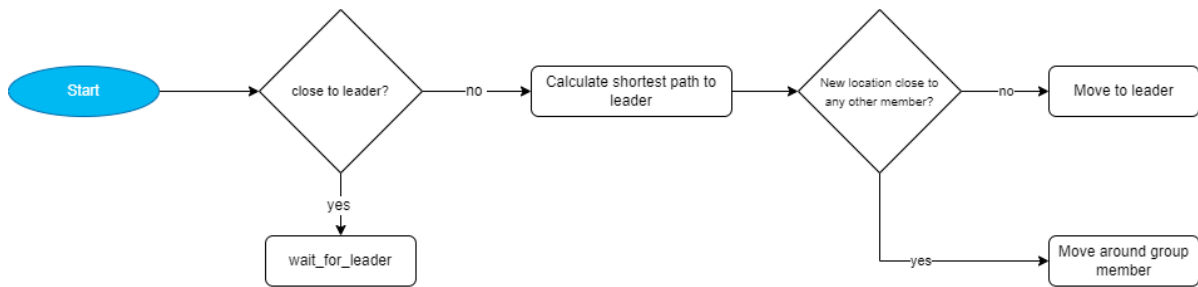 Start
close to leader?
no
Calculate shortest path to
leader
New location close to
any other member?
no
Move to leader
yes
wait_for_leader
yes
Move around group
member